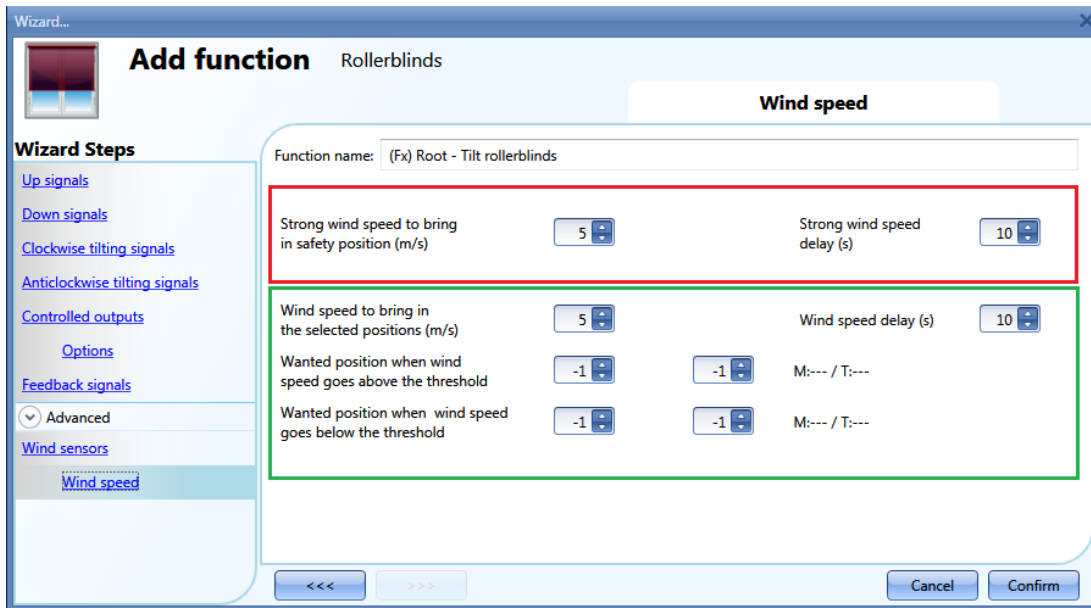 Wizard...
Add function Rollerblinds
Wind speed
Wizard Steps
Up signals
Down signals
Clockwise tilting signals
Anticlockwise tilting signals
Controlled outputs
Options
Feedback signals
Advanced
Wind sensors
Wind speed
Function name: (Fx) Root - Tilt rollerblinds
Strong wind speed to bring
in safety position (m/s)
5
Strong wind speed
delay (s)
10
Wind speed to bring in
the selected positions (m/s)
5
Wind speed delay (s)
10
Wanted position when wind
speed goes above the threshold
-1
-1
M:--- / T:---
Wanted position when wind speed
goes below the threshold
-1
-1
M:--- / T:---
<<<
>>>
Cancel
Confirm